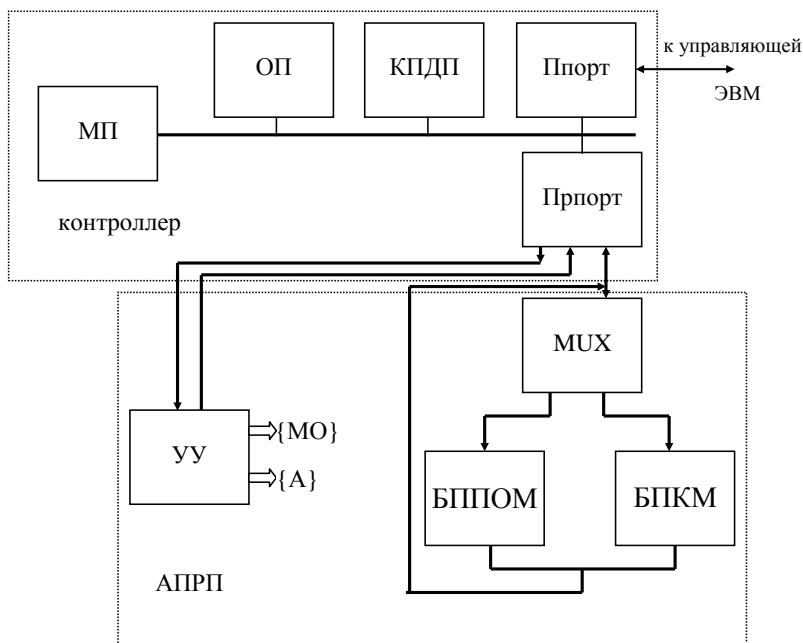 ОП
КПДП
Ппорт
к управляющей
ЭВМ
МП
Прпорт
контроллер
MUX
УУ
{МО}
{А}
БППОМ
БПКМ
АПРП